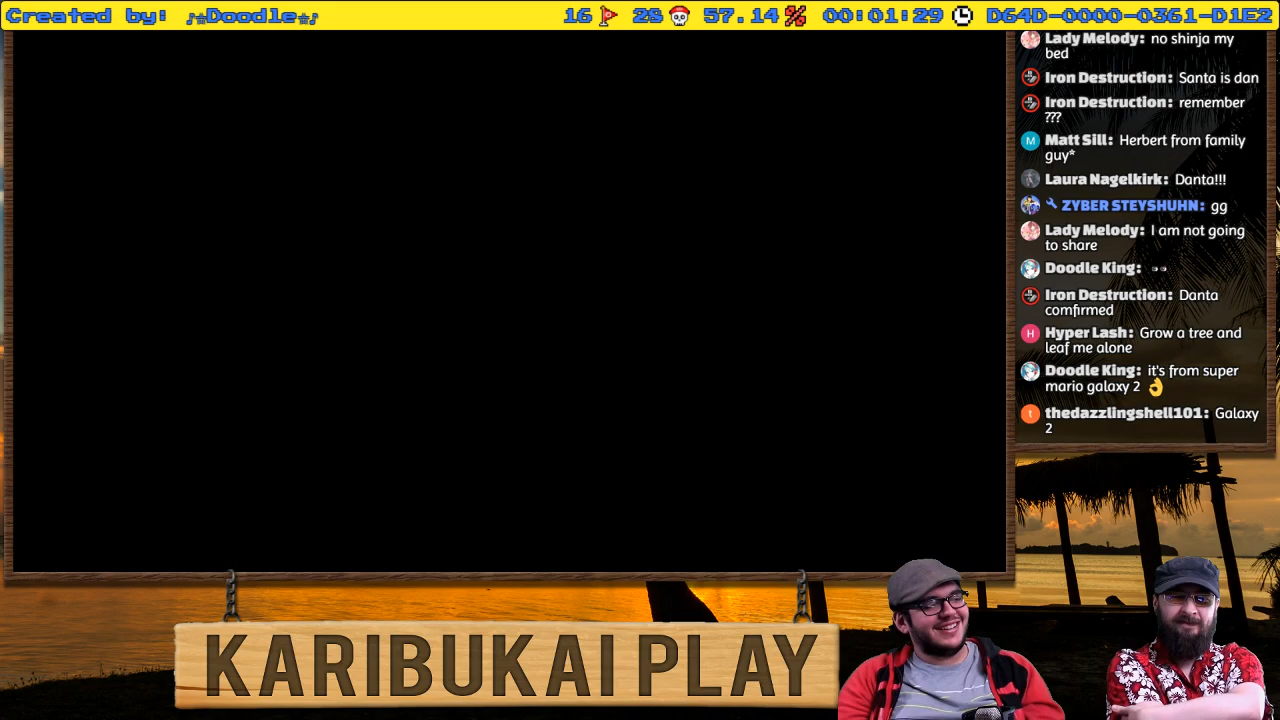 Created by: ♪☆Doodle☆♪ 16 28 57.14% 00:01:29 D64D-0000-0361-D1E2
Lady Melody: no shinja my
bed
Iron Destruction: Santa is dan
Iron Destruction: remember
???
M Matt Sill: Herbert from family
guy*
Laura Nagelkirk: Danta!!!
ZYBER STEYSHUHN: gg
Lady Melody: I am not going
to share
Doodle King: 👀
Iron Destruction: Danta
comfirmed
H Hyper Lash: Grow a tree and
leaf me alone
Doodle King: it's from super
mario galaxy 2 👌
t thedazzlingshell101: Galaxy
2
KARIBUKAI PLAY